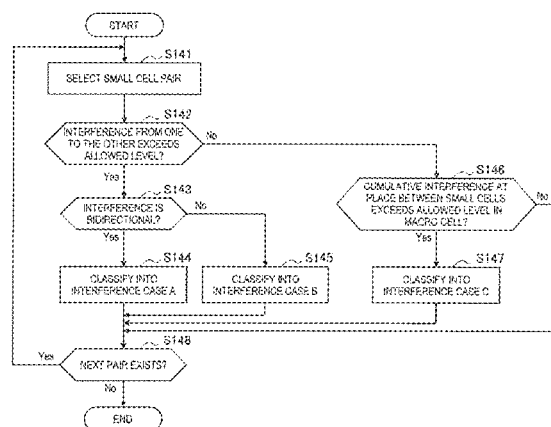 START
S141
SELECT SMALL CELL PAIR
S142
INTERFERENCE FROM ONE
TO THE OTHER EXCEEDS
ALLOWED LEVEL?
No
Yes
S146
CUMULATIVE INTERFERENCE AT
PLACE BETWEEN SMALL CELLS
EXCEEDS ALLOWED LEVEL IN
MACRO CELL?
No
Yes
S143
INTERFERENCE IS
BIDIRECTIONAL?
No
Yes
S144
CLASSIFY INTO
INTERFERENCE CASE A
S145
CLASSIFY INTO
INTERFERENCE CASE B
S147
CLASSIFY INTO
INTERFERENCE CASE C
S148
Yes
NEXT PAIR EXISTS?
No
END